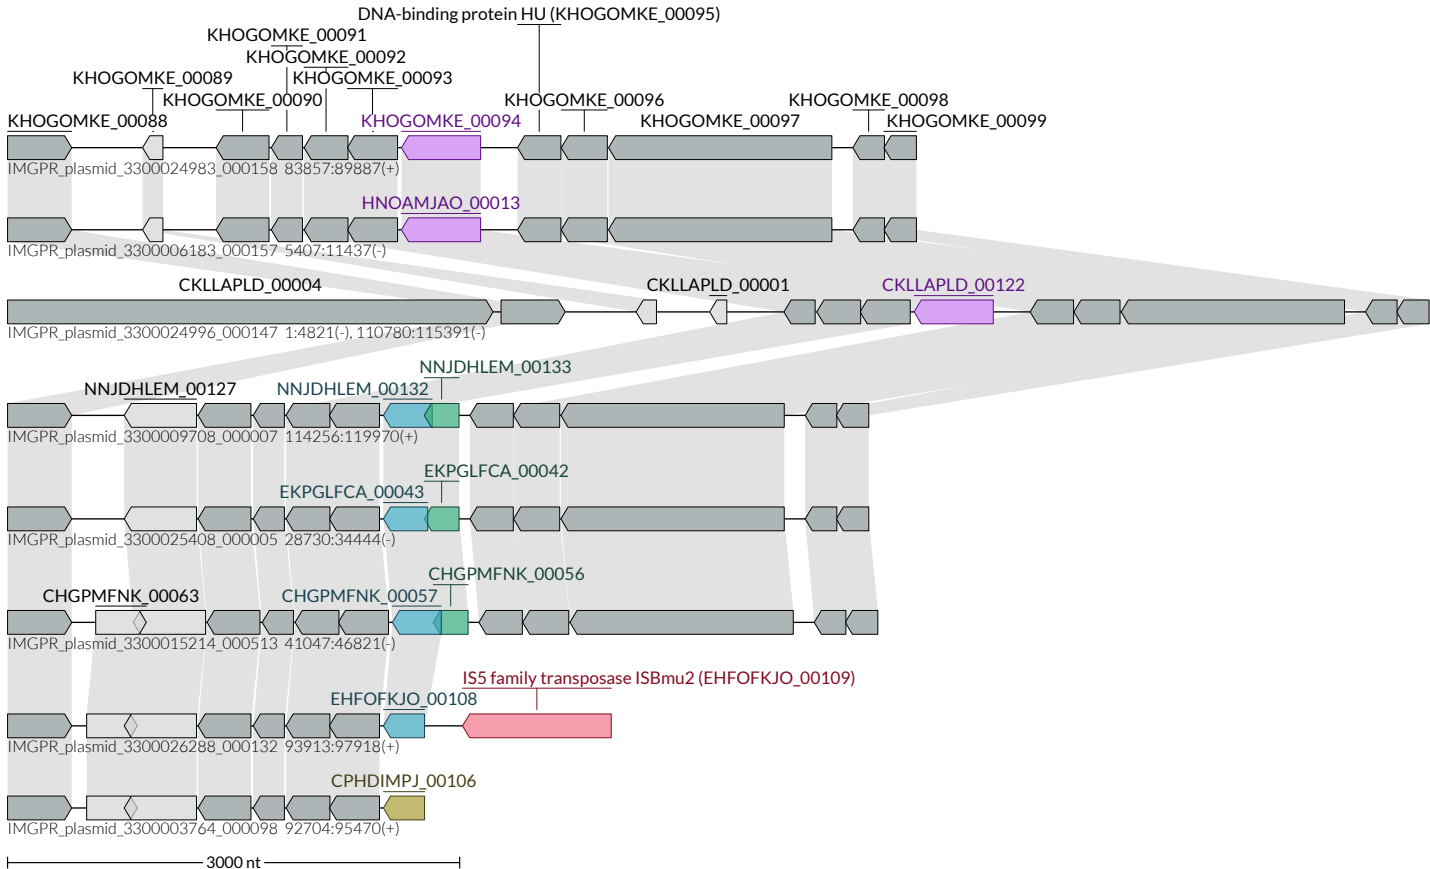 DNA-binding protein HU (KHOGOMKE_00095)
KHOGOMKE_00091
KHOGOMKE_00092
KHOGOMKE_00089
KHOGOMKE_00093
KHOGOMKE_00090
KHOGOMKE_00096
KHOGOMKE_00098
KHOGOMKE_00088
KHOGOMKE_00094
KHOGOMKE_00097
KHOGOMKE_00099
IMGPR_plasmid_3300024983_000158 83857:89887(+)
HNOAMJAO_00013
IMGPR_plasmid_3300006183_000157 5407:11437(-)
CKLLAPLD_00004
CKLLAPLD_00001
CKLLAPLD_00122
IMGPR_plasmid_3300024996_000147 1:4821(-), 110780:115391(-)
NNJDHLEM_00133
NNJDHLEM_00127
NNJDHLEM_00132
IMGPR_plasmid_3300009708_000007 114256:119970(+)
EKPGLFCA_00042
EKPGLFCA_00043
IMGPR_plasmid_3300025408_000005 28730:34444(-)
CHGPMFNK_00056
CHGPMFNK_00063
CHGPMFNK_00057
IMGPR_plasmid_3300015214_000513 41047:46821(-)
IS5 family transposase ISBmu2 (EHFOFKJO_00109)
EHFOFKJO_00108
IMGPR_plasmid_3300026288_000132 93913:97918(+)
CPHDIMPJ_00106
IMGPR_plasmid_3300003764_000098 92704:95470(+)
3000 nt